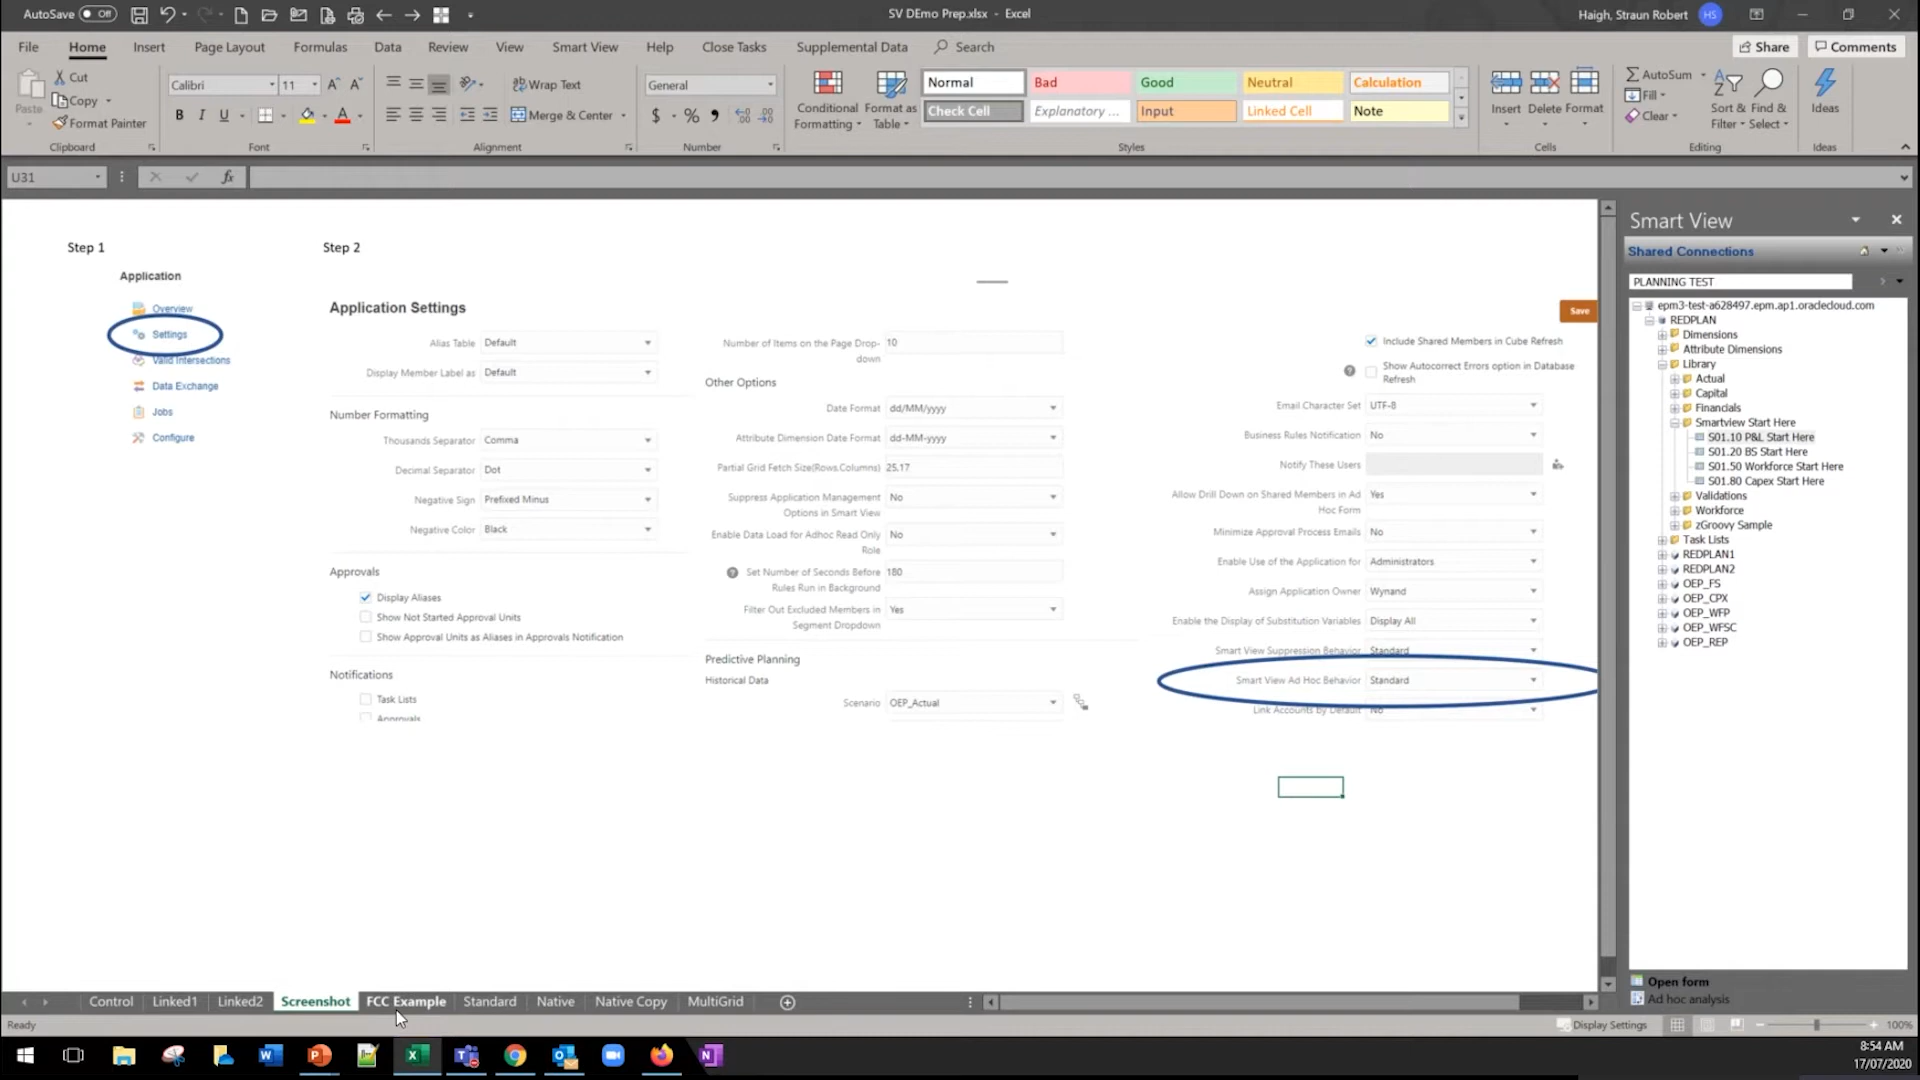 AutoSave Off
SV DEmo Prep.xlsx - Excel
Haigh, Straun Robert HS
File Home Insert Page Layout Formulas Data Review View Smart View Help Close Tasks Supplemental Data Search
Share Comments
Paste
Cut
Copy
Format Painter
Clipboard
Calibri 11
B I U
Font
Wrap Text
Merge & Center
Alignment
General
$ % ,
Number
Conditional Formatting
Format as Table
Normal Bad Good Neutral Calculation
Check Cell Explanatory ... Input Linked Cell Note
Styles
Insert Delete Format
Cells
AutoSum
Fill
Clear
Sort & Filter
Find & Select
Editing
Ideas
Ideas
U31
fx
Step 1
Application
Overview
Settings
Valid Intersections
Data Exchange
Jobs
Configure
Step 2
Application Settings
Save
Alias Table Default
Display Member Label as Default
Number Formatting
Thousands Separator Comma
Decimal Separator Dot
Negative Sign Prefixed Minus
Negative Color Black
Approvals
Display Aliases
Show Not Started Approval Units
Show Approval Units as Aliases in Approvals Notification
Notifications
Task Lists
Approvals
Number of Items on the Page Drop-down 10
Other Options
Date Format dd/MM/yyyy
Attribute Dimension Date Format dd-MM-yyyy
Partial Grid Fetch Size(Rows.Columns) 25,17
Suppress Application Management Options in Smart View No
Enable Data Load for Adhoc Read Only Role No
Set Number of Seconds Before Rules Run in Background 180
Filter Out Excluded Members in Segment Dropdown Yes
Predictive Planning
Historical Data
Scenario OEP_Actual
Include Shared Members in Cube Refresh
Show Autocorrect Errors option in Database Refresh
Email Character Set UTF-8
Business Rules Notification No
Notify These Users
Allow Drill Down on Shared Members in Ad Hoc Form Yes
Minimize Approval Process Emails No
Enable Use of the Application for Administrators
Assign Application Owner Wynand
Enable the Display of Substitution Variables Display All
Smart View Suppression Behavior Standard
Smart View Ad Hoc Behavior Standard
Link Accounts By Default No
Smart View
Shared Connections
PLANNING TEST
epm3-test-a628497.epm.ap1.oraclecloud.com
REDPLAN
Dimensions
Attribute Dimensions
Library
Actual
Capital
Financials
Smartview Start Here
S01.10 P&L Start Here
S01.20 BS Start Here
S01.50 Workforce Start Here
S01.80 Capex Start Here
Validations
Workforce
zGroovy Sample
Task Lists
REDPLAN1
REDPLAN2
OEP_FS
OEP_CPX
OEP_WFP
OEP_WFSC
OEP_REP
Open form
Ad hoc analysis
Control Linked1 Linked2 Screenshot FCC Example Standard Native Native Copy MultiGrid
Ready
Display Settings
100%
8:54 AM
17/07/2020